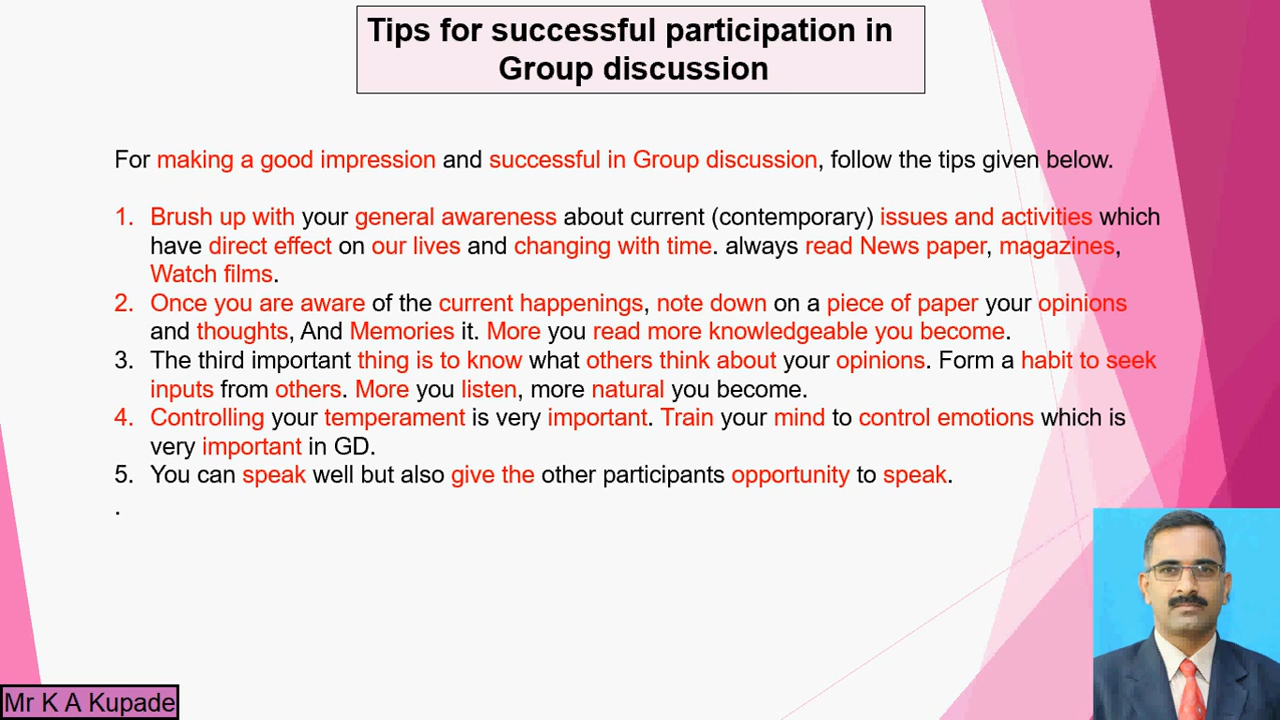 Tips for successful participation in
Group discussion
For making a good impression and successful in Group discussion, follow the tips given below.
1. Brush up with your general awareness about current (contemporary) issues and activities which
have direct effect on our lives and changing with time. always read News paper, magazines,
Watch films.
2. Once you are aware of the current happenings, note down on a piece of paper your opinions
and thoughts, And Memories it. More you read more knowledgeable you become.
3. The third important thing is to know what others think about your opinions. Form a habit to seek
inputs from others. More you listen, more natural you become.
4. Controlling your temperament is very important. Train your mind to control emotions which is
very important in GD.
5. You can speak well but also give the other participants opportunity to speak.
.
Mr K A Kupade